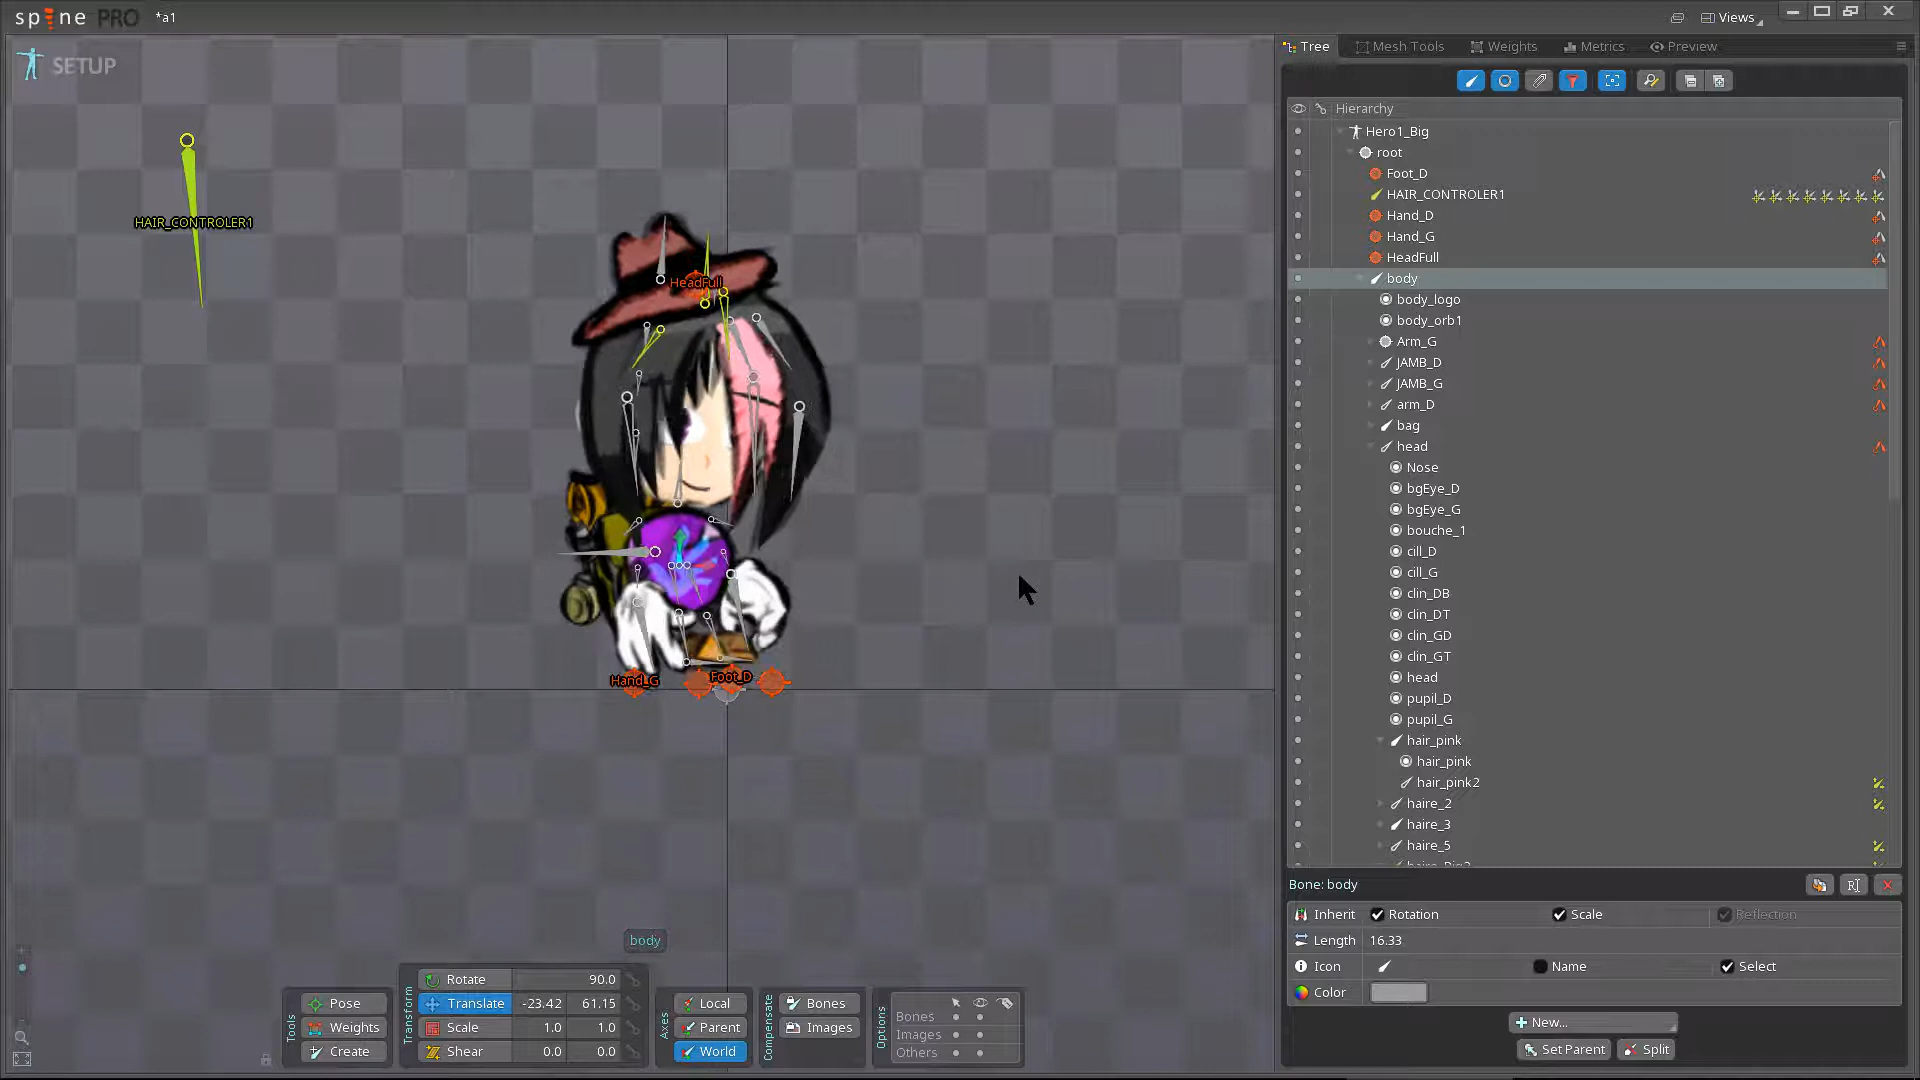 spine PRO *a1
Views
SETUP
Tree Mesh Tools Weights Metrics Preview
Hierarchy
Hero1_Big
root
Foot_D
HAIR_CONTROLER1
Hand_D
Hand_G
HeadFull
body
body_logo
body_orb1
Arm_G
JAMB_D
JAMB_G
arm_D
bag
head
Nose
bgEye_D
bgEye_G
bouche_1
cill_D
cill_G
clin_DB
clin_DT
clin_GD
clin_GT
head
pupil_D
pupil_G
hair_pink
hair_pink
hair_pink2
haire_2
haire_3
haire_5
HAIR_CONTROLER1
HeadFull
Hand_G
Foot_D
body
Bone: body
Inherit Rotation Scale Reflection
Length 16.33
Icon Name Select
Color
New...
Set Parent Split
Tools
Pose
Weights
Create
Transform
Rotate 90.0
Translate -23.42 61.15
Scale 1.0 1.0
Shear 0.0 0.0
Axes
Local
Parent
World
Compensate
Bones
Images
Options
Bones
Images
Others